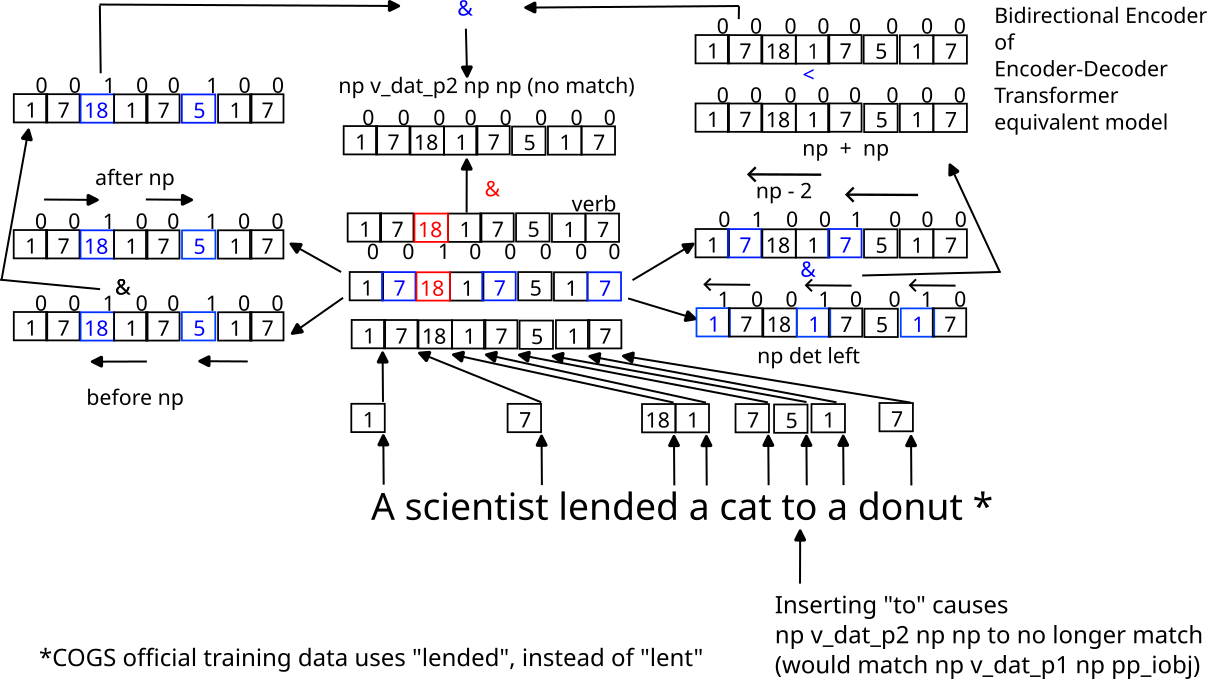 &
0 0 0 0 0 0 0 0
1 7 18 1 7 5 1 7
<
0 0 0 0 0 0 0 0
1 7 18 1 7 5 1 7
np + np
Bidirectional Encoder
of
Encoder-Decoder
Transformer
equivalent model
0 0 1 0 0 1 0 0
1 7 18 1 7 5 1 7
np v_dat_p2 np np (no match)
0 0 0 0 0 0 0 0
1 7 18 1 7 5 1 7
after np
0 0 1 0 0 1 0 0
1 7 18 1 7 5 1 7
&
0 0 1 0 0 1 0 0
1 7 18 1 7 5 1 7
before np
&
verb
1 7 18 1 7 5 1 7
0 0 1 0 0 0 0 0
1 7 18 1 7 5 1 7
1 7 18 1 7 5 1 7
np - 2
0 1 0 0 1 0 0 0
1 7 18 1 7 5 1 7
&
1 0 0 1 0 0 1 0
1 7 18 1 7 5 1 7
np det left
1 7 18 1 7 5 1 7
A scientist lended a cat to a donut *
Inserting "to" causes
np v_dat_p2 np np to no longer match
(would match np v_dat_p1 np pp_iobj)
*COGS official training data uses "lended", instead of "lent"